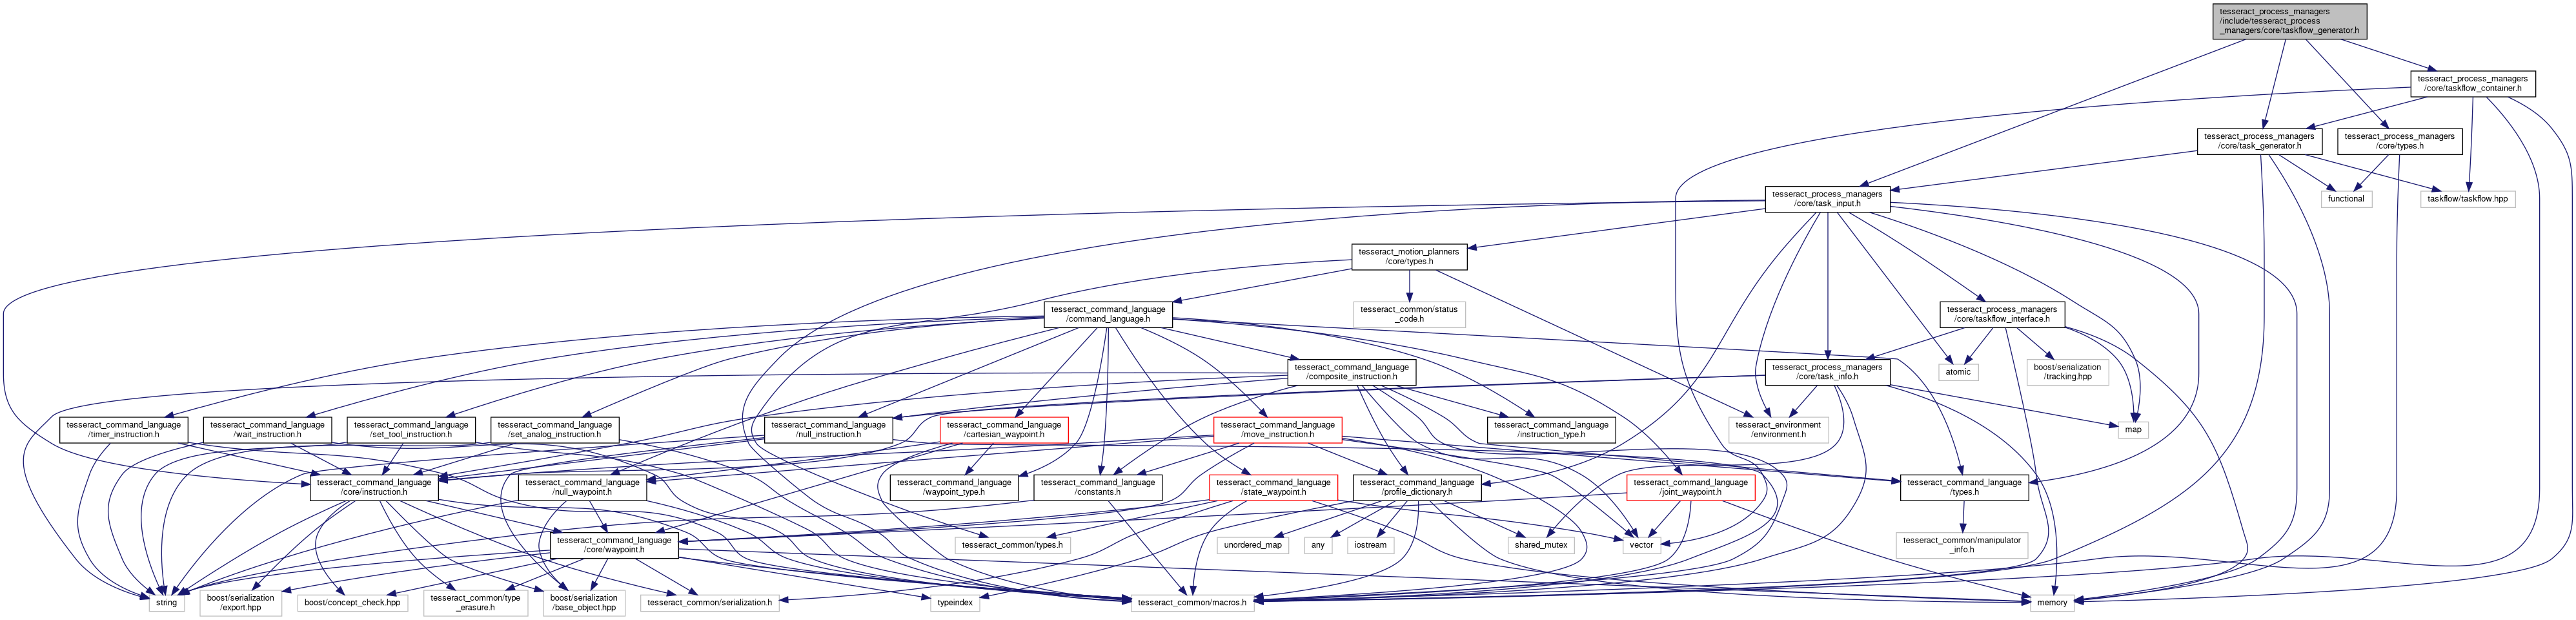 tesseract_process_managers
/include/tesseract_process
_managers/core/taskflow_generator.h
tesseract_process_managers
/core/taskflow_container.h
tesseract_process_managers
/core/task_generator.h
tesseract_process_managers
/core/types.h
tesseract_process_managers
/core/task_input.h
functional
taskflow/taskflow.hpp
tesseract_motion_planners
/core/types.h
tesseract_command_language
/command_language.h
tesseract_common/status
_code.h
tesseract_process_managers
/core/taskflow_interface.h
tesseract_command_language
/composite_instruction.h
tesseract_process_managers
/core/task_info.h
atomic
boost/serialization
/tracking.hpp
tesseract_command_language
/timer_instruction.h
tesseract_command_language
/wait_instruction.h
tesseract_command_language
/set_tool_instruction.h
tesseract_command_language
/set_analog_instruction.h
tesseract_command_language
/null_instruction.h
tesseract_command_language
/cartesian_waypoint.h
tesseract_command_language
/move_instruction.h
tesseract_command_language
/instruction_type.h
tesseract_environment
/environment.h
map
tesseract_command_language
/core/instruction.h
tesseract_command_language
/null_waypoint.h
tesseract_command_language
/waypoint_type.h
tesseract_command_language
/constants.h
tesseract_command_language
/state_waypoint.h
tesseract_command_language
/profile_dictionary.h
tesseract_command_language
/joint_waypoint.h
tesseract_command_language
/types.h
tesseract_command_language
/core/waypoint.h
tesseract_common/types.h
unordered_map
any
iostream
shared_mutex
vector
tesseract_common/manipulator
_info.h
string
boost/serialization
/export.hpp
boost/concept_check.hpp
tesseract_common/type
_erasure.h
boost/serialization
/base_object.hpp
tesseract_common/serialization.h
typeindex
tesseract_common/macros.h
memory